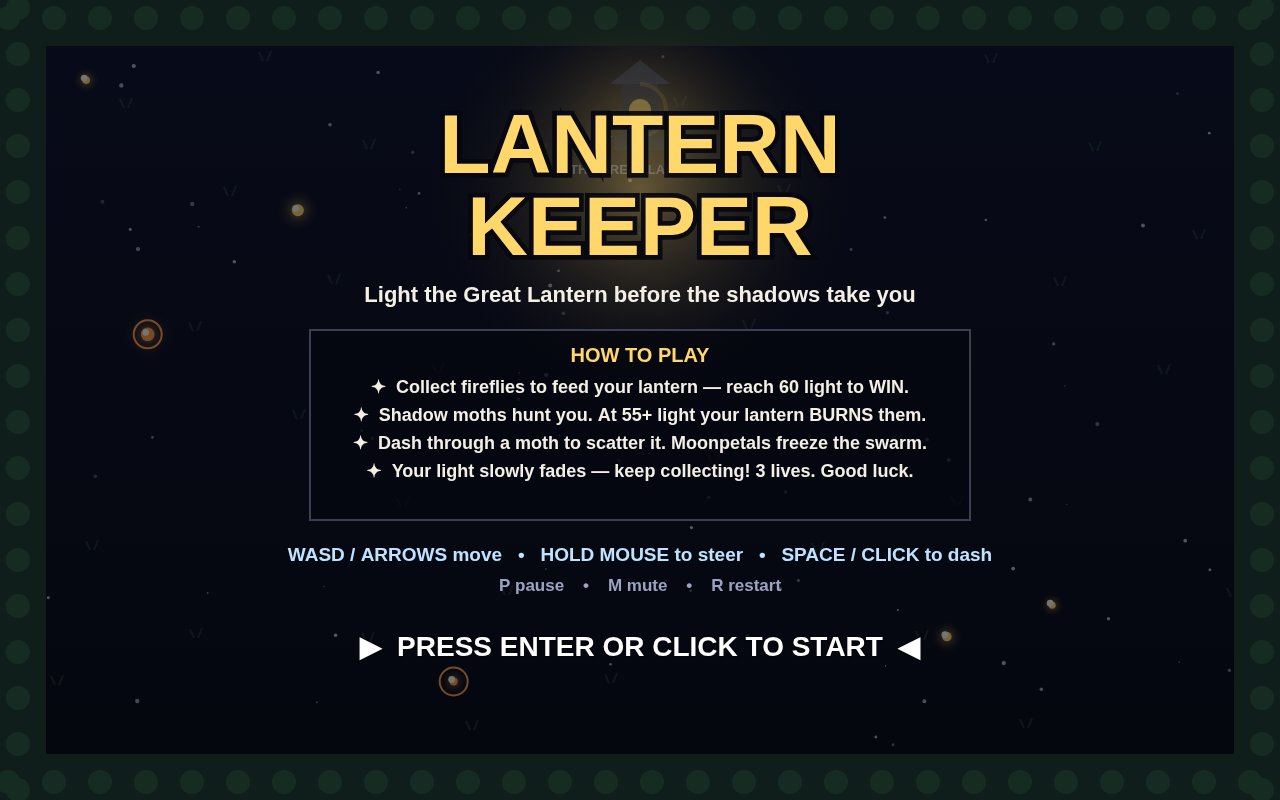 LANTERN
KEEPER
Light the Great Lantern before the shadows take you
HOW TO PLAY
✦ Collect fireflies to feed your lantern — reach 60 light to WIN.
✦ Shadow moths hunt you. At 55+ light your lantern BURNS them.
✦ Dash through a moth to scatter it. Moonpetals freeze the swarm.
✦ Your light slowly fades — keep collecting! 3 lives. Good luck.
WASD / ARROWS move • HOLD MOUSE to steer • SPACE / CLICK to dash
P pause • M mute • R restart
▶ PRESS ENTER OR CLICK TO START ◀